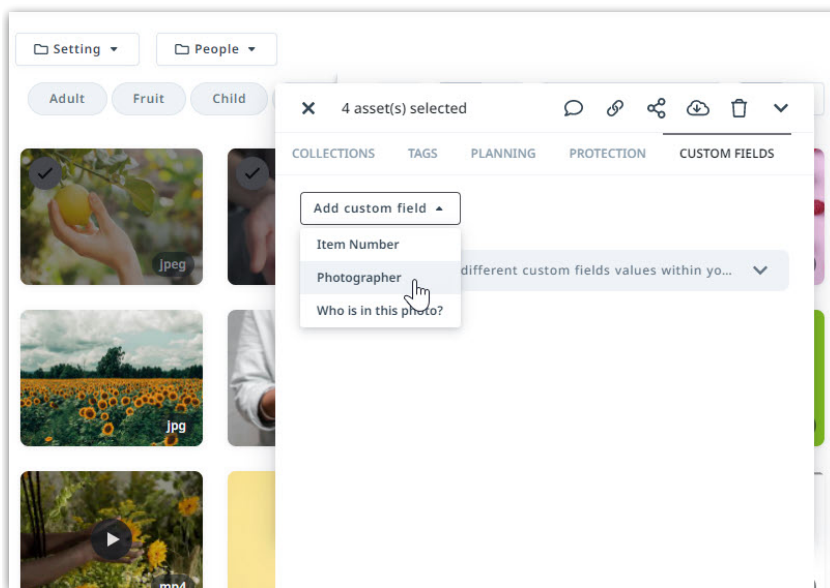 Setting
People
Adult
Fruit
Child
4 asset(s) selected
COLLECTIONS
TAGS
PLANNING
PROTECTION
CUSTOM FIELDS
Add custom field
Item Number
Photographer
Who is in this photo?
different custom fields values within yo...
jpeg
jpg
mp4